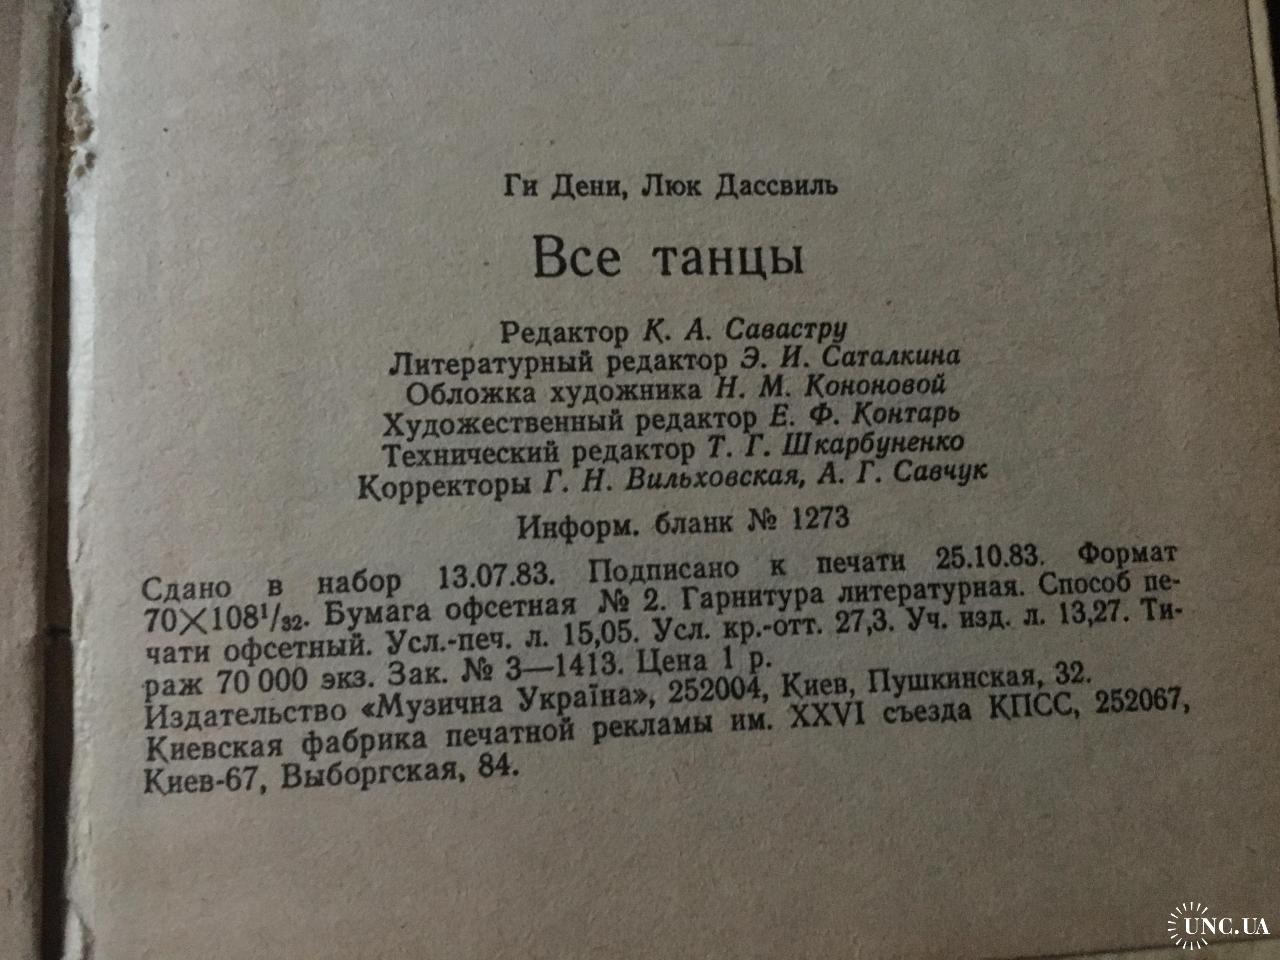 Ги Дени, Люк Дассвиль
Все танцы
Редактор К. А. Савастру
Литературный редактор Э. И. Саталкина
Обложка художника Н. М. Кононовой
Художественный редактор Е. Ф. Контарь
Технический редактор Т. Г. Шкарбуненко
Корректоры Г. Н. Вильховская, А. Г. Савчук
Информ. бланк № 1273
Сдано в набор 13.07.83. Подписано к печати 25.10.83. Формат
70×108¹/₃₂. Бумага офсетная № 2. Гарнитура литературная. Способ пе-
чати офсетный. Усл.-печ. л. 15,05. Усл. кр.-отт. 27,3. Уч. изд. л. 13,27. Ти-
раж 70 000 экз. Зак. № 3—1413. Цена 1 р.
Издательство «Музична Україна», 252004, Киев, Пушкинская, 32.
Киевская фабрика печатной рекламы им. XXVI съезда КПСС, 252067,
Киев-67, Выборгская, 84.
UNC.UA